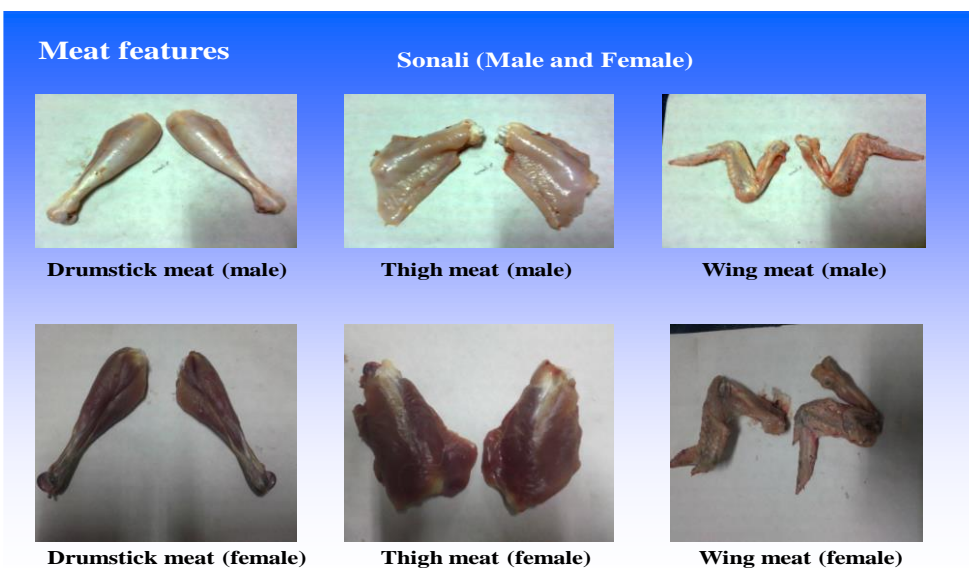 Meat features
Sonali (Male and Female)
Drumstick meat (male)
Thigh meat (male)
Wing meat (male)
Drumstick meat (female)
Thigh meat (female)
Wing meat (female)